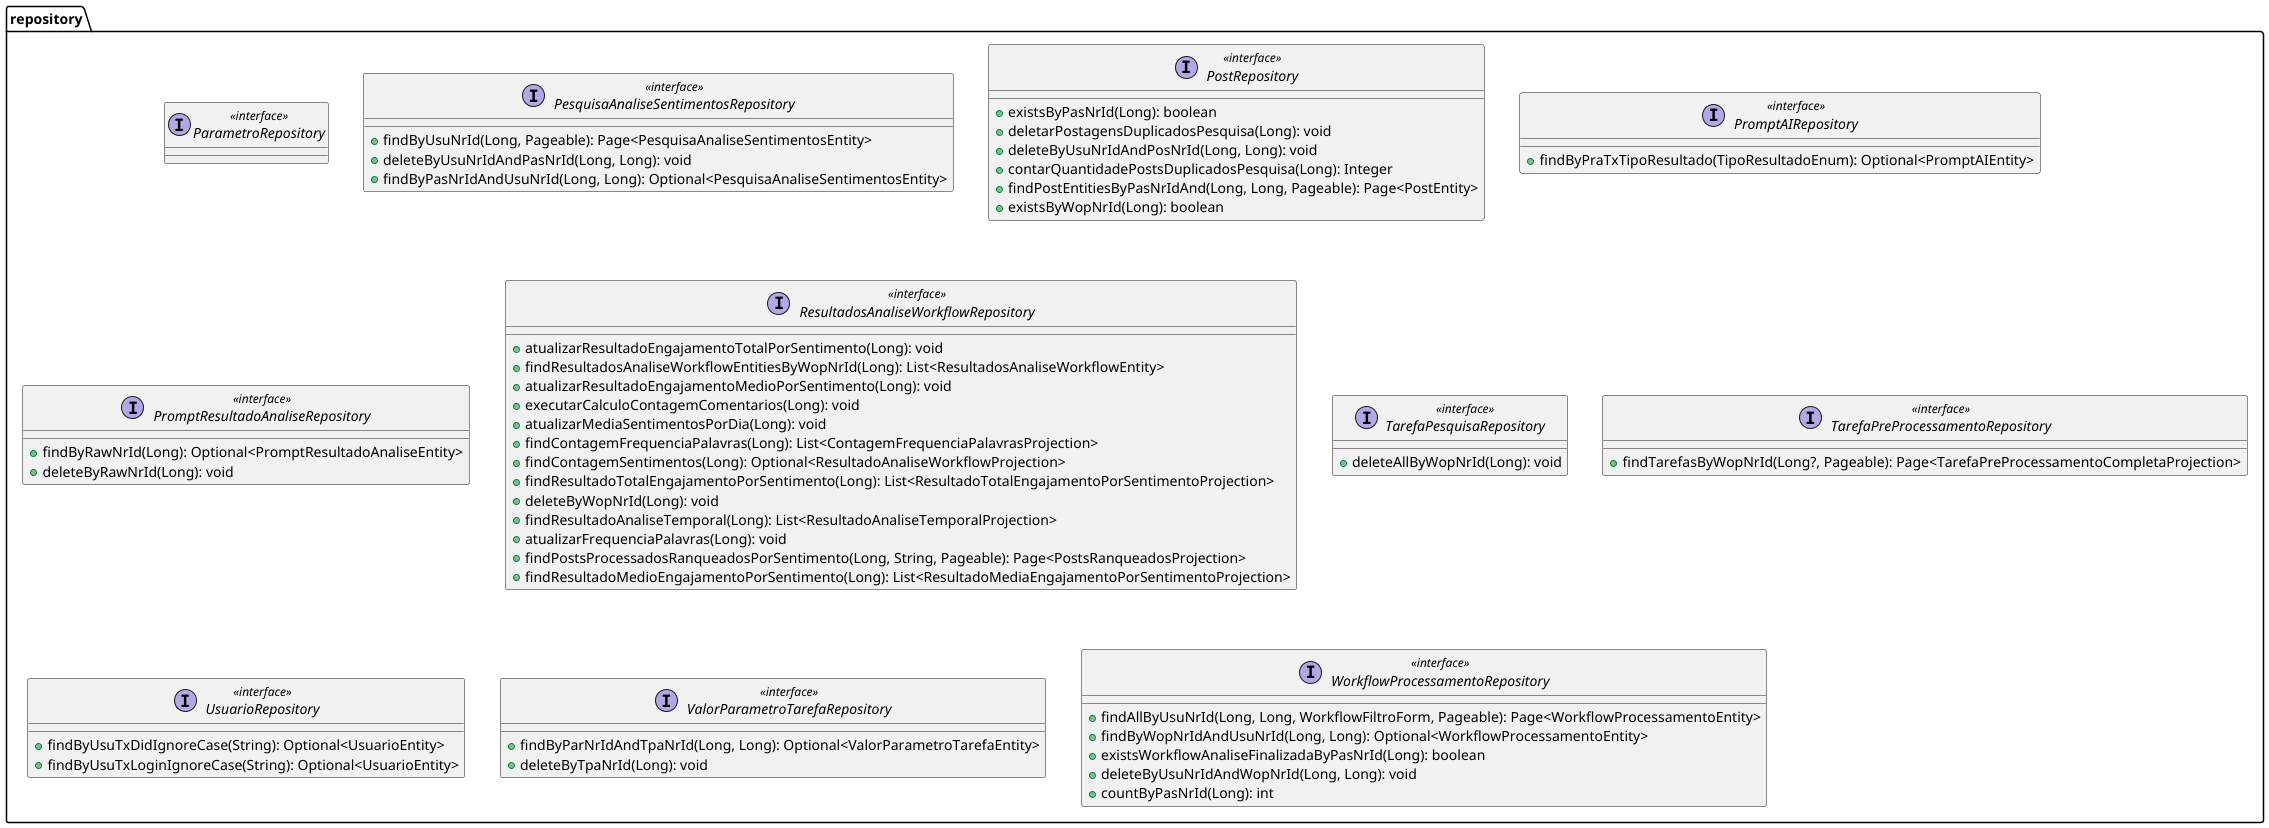 repository
I
«interface»
ParametroRepository
I
«interface»
PesquisaAnaliseSentimentosRepository
findByUsuNrId(Long, Pageable): Page<PesquisaAnaliseSentimentosEntity>
deleteByUsuNrIdAndPasNrId(Long, Long): void
findByPasNrIdAndUsuNrId(Long, Long): Optional<PesquisaAnaliseSentimentosEntity>
I
«interface»
PostRepository
existsByPasNrId(Long): boolean
deletarPostagensDuplicadosPesquisa(Long): void
deleteByUsuNrIdAndPosNrId(Long, Long): void
contarQuantidadePostsDuplicadosPesquisa(Long): Integer
findPostEntitiesByPasNrIdAnd(Long, Long, Pageable): Page<PostEntity>
existsByWopNrId(Long): boolean
I
«interface»
PromptAIRepository
findByPraTxTipoResultado(TipoResultadoEnum): Optional<PromptAIEntity>
I
«interface»
PromptResultadoAnaliseRepository
findByRawNrId(Long): Optional<PromptResultadoAnaliseEntity>
deleteByRawNrId(Long): void
I
«interface»
ResultadosAnaliseWorkflowRepository
atualizarResultadoEngajamentoTotalPorSentimento(Long): void
findResultadosAnaliseWorkflowEntitiesByWopNrId(Long): List<ResultadosAnaliseWorkflowEntity>
atualizarResultadoEngajamentoMedioPorSentimento(Long): void
executarCalculoContagemComentarios(Long): void
atualizarMediaSentimentosPorDia(Long): void
findContagemFrequenciaPalavras(Long): List<ContagemFrequenciaPalavrasProjection>
findContagemSentimentos(Long): Optional<ResultadoAnaliseWorkflowProjection>
findResultadoTotalEngajamentoPorSentimento(Long): List<ResultadoTotalEngajamentoPorSentimentoProjection>
deleteByWopNrId(Long): void
findResultadoAnaliseTemporal(Long): List<ResultadoAnaliseTemporalProjection>
atualizarFrequenciaPalavras(Long): void
findPostsProcessadosRanqueadosPorSentimento(Long, String, Pageable): Page<PostsRanqueadosProjection>
findResultadoMedioEngajamentoPorSentimento(Long): List<ResultadoMediaEngajamentoPorSentimentoProjection>
I
«interface»
TarefaPesquisaRepository
deleteAllByWopNrId(Long): void
I
«interface»
TarefaPreProcessamentoRepository
findTarefasByWopNrId(Long?, Pageable): Page<TarefaPreProcessamentoCompletaProjection>
I
«interface»
UsuarioRepository
findByUsuTxDidIgnoreCase(String): Optional<UsuarioEntity>
findByUsuTxLoginIgnoreCase(String): Optional<UsuarioEntity>
I
«interface»
ValorParametroTarefaRepository
findByParNrIdAndTpaNrId(Long, Long): Optional<ValorParametroTarefaEntity>
deleteByTpaNrId(Long): void
I
«interface»
WorkflowProcessamentoRepository
findAllByUsuNrId(Long, Long, WorkflowFiltroForm, Pageable): Page<WorkflowProcessamentoEntity>
findByWopNrIdAndUsuNrId(Long, Long): Optional<WorkflowProcessamentoEntity>
existsWorkflowAnaliseFinalizadaByPasNrId(Long): boolean
deleteByUsuNrIdAndWopNrId(Long, Long): void
countByPasNrId(Long): int